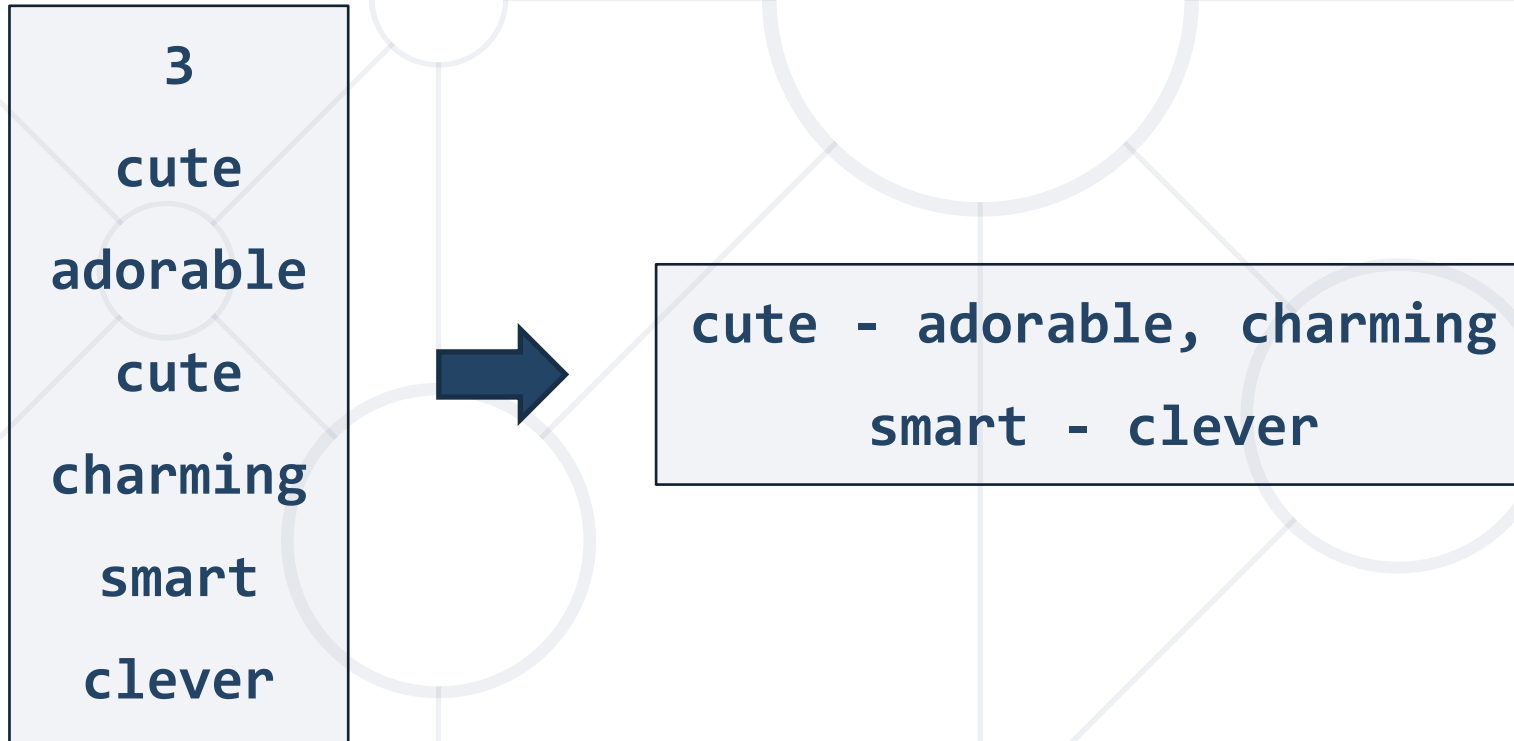 3
cute
adorable
cute
charming
smart
clever
cute - adorable, charming
smart - clever